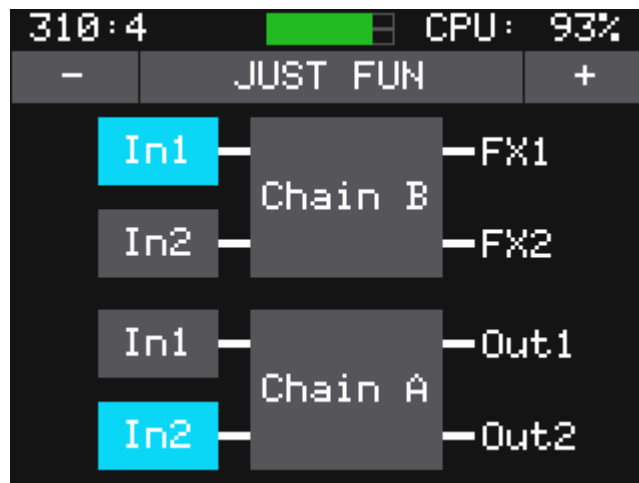 310:4 CPU: 93%
- JUST FUN +
In1 FX1
Chain B
In2 FX2
In1 Out1
Chain A
In2 Out2